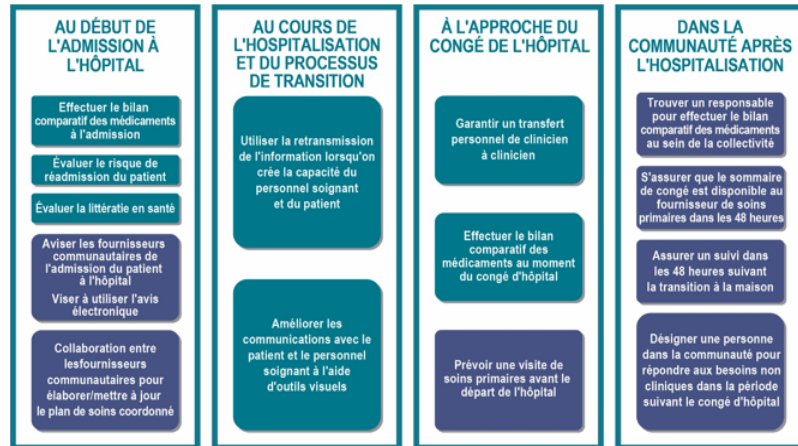 AU DÉBUT DE
L'ADMISSION À
L'HÔPITAL
Effectuer le bilan
comparatif des médicaments
à l'admission
Évaluer le risque de
réadmission du patient
Évaluer la littératie en santé
Aviser les fournisseurs
communautaires de
l'admission du patient
à l'hôpital
Viser à utiliser l'avis
électronique
Collaboration entre
lesfournisseurs
communautaires pour
élaborer/mettre à jour
le plan de soins coordonné
AU COURS DE
L'HOSPITALISATION
ET DU PROCESSUS
DE TRANSITION
Utiliser la retransmission
de l'information lorsqu'on
crée la capacité du
personnel soignant
et du patient
Améliorer les
communications avec le
patient et le personnel
soignant à l'aide
d'outils visuels
À L'APPROCHE DU
CONGÉ DE L'HÔPITAL
Garantir un transfert
personnel de clinicien
à clinicien
Effectuer le bilan
comparatif des
médicaments au moment
du congé d'hôpital
Prévoir une visite de
soins primaires avant le
départ de l'hôpital
DANS LA
COMMUNAUTÉ APRÈS
L'HOSPITALISATION
Trouver un responsable
pour effectuer le bilan
comparatif des médicaments
au sein de la collectivité
S'assurer que le sommaire
de congé est disponible au
fournisseur de soins
primaires dans les 48 heures
Assurer un suivi dans
les 48 heures suivant
la transition à la maison
Désigner une personne
dans la communauté pour
répondre aux besoins non
cliniques dans la période
suivant le congé d'hôpital